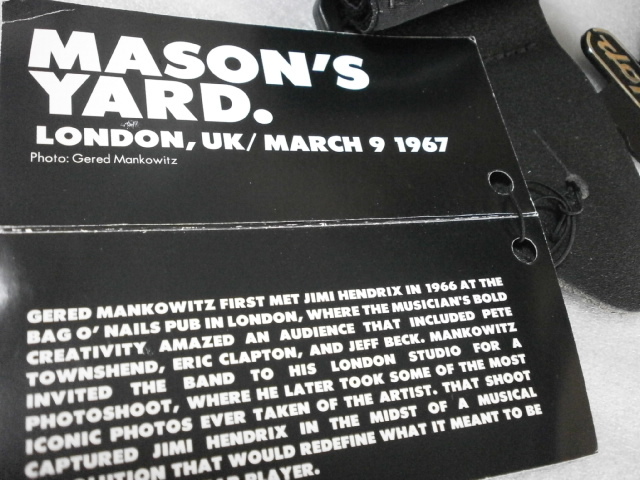 MASON'S
YARD.
LONDON, UK/ MARCH 9 1967
Photo: Gered Mankowitz
GERED MANKOWITZ FIRST MET JIMI HENDRIX IN 1966 AT THE
BAG O' NAILS PUB IN LONDON, WHERE THE MUSICIAN'S BOLD
CREATIVITY AMAZED AN AUDIENCE THAT INCLUDED PETE
TOWNSHEND, ERIC CLAPTON, AND JEFF BECK. MANKOWITZ
INVITED THE BAND TO HIS LONDON STUDIO FOR A
PHOTOSHOOT, WHERE HE LATER TOOK SOME OF THE MOST
ICONIC PHOTOS EVER TAKEN OF THE ARTIST. THAT SHOOT
CAPTURED JIMI HENDRIX IN THE MIDST OF A MUSICAL
THAT WOULD REDEFINE WHAT IT MEANT TO BE
PLAYER.